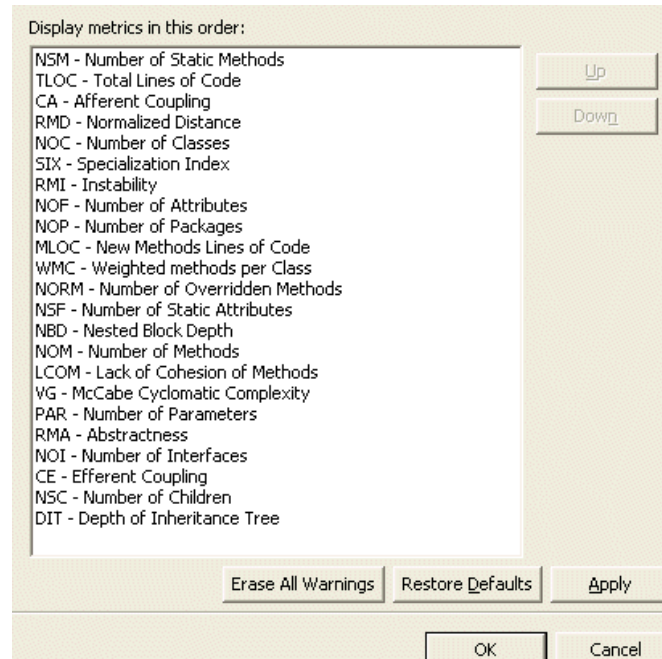 Display metrics in this order:
NSM - Number of Static Methods
TLOC - Total Lines of Code
CA - Afferent Coupling
RMD - Normalized Distance
NOC - Number of Classes
SIX - Specialization Index
RMI - Instability
NOF - Number of Attributes
NOP - Number of Packages
MLOC - New Methods Lines of Code
WMC - Weighted methods per Class
NORM - Number of Overridden Methods
NSF - Number of Static Attributes
NBD - Nested Block Depth
NOM - Number of Methods
LCOM - Lack of Cohesion of Methods
VG - McCabe Cyclomatic Complexity
PAR - Number of Parameters
RMA - Abstractness
NOI - Number of Interfaces
CE - Efferent Coupling
NSC - Number of Children
DIT - Depth of Inheritance Tree
Up
Down
Erase All Warnings
Restore Defaults
Apply
OK
Cancel